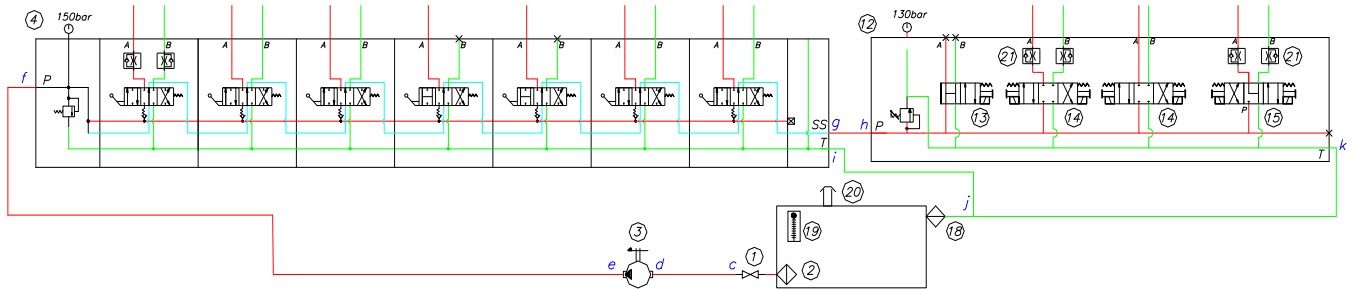 4 150bar 130bar 12
A B A B A B A B A B A B A B A B A B A B A B
21 21
f P
13 14 14 P 15
SS g h P
T i T k
20
j
3 19 18
e d c 1 2